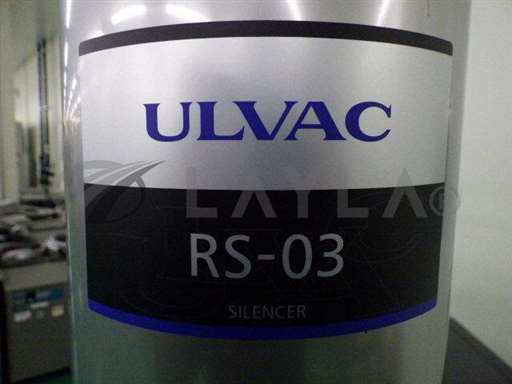 ULVAC
LAYLA®
RS-03
SILENCER